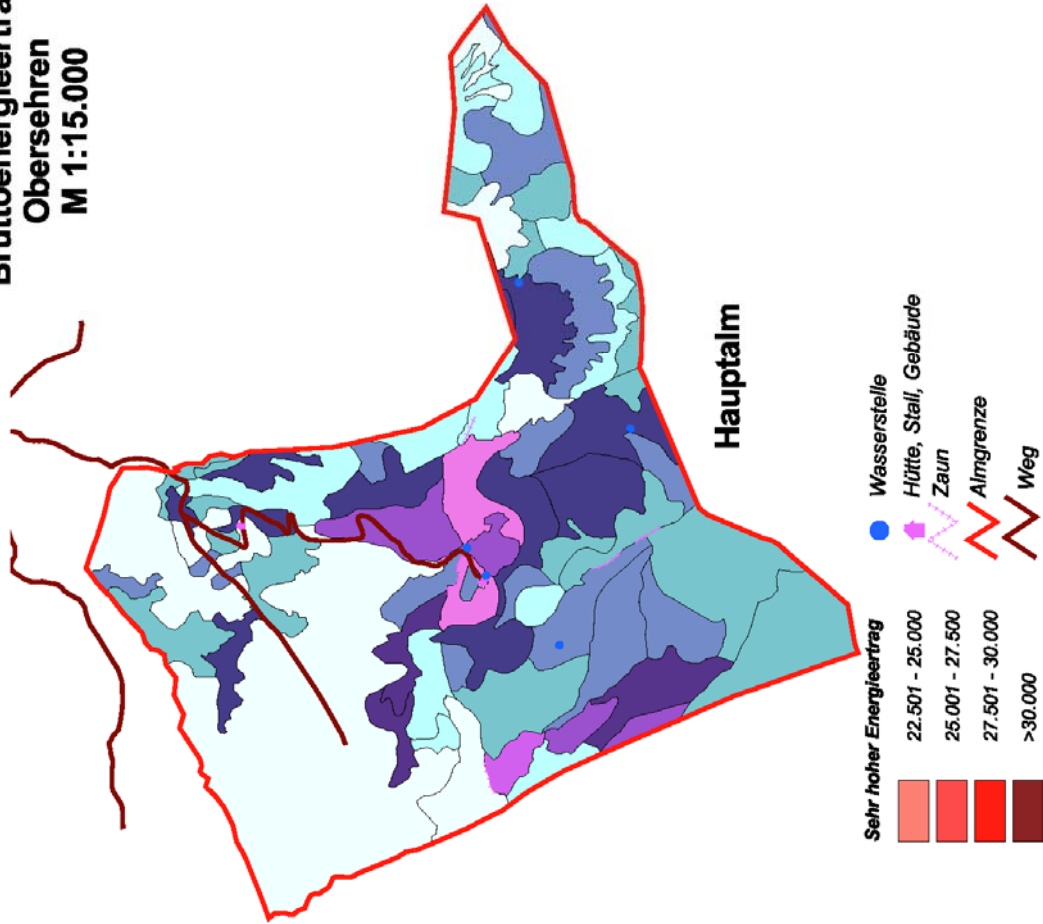 Obersehren
M 1:15.000
Hauptalm
Sehr hoher Energieertrag
22.501 - 25.000
25.001 - 27.500
27.501 - 30.000
>30.000
Wasserstelle
Hütte, Stall, Gebäude
Zaun
Almgrenze
Weg